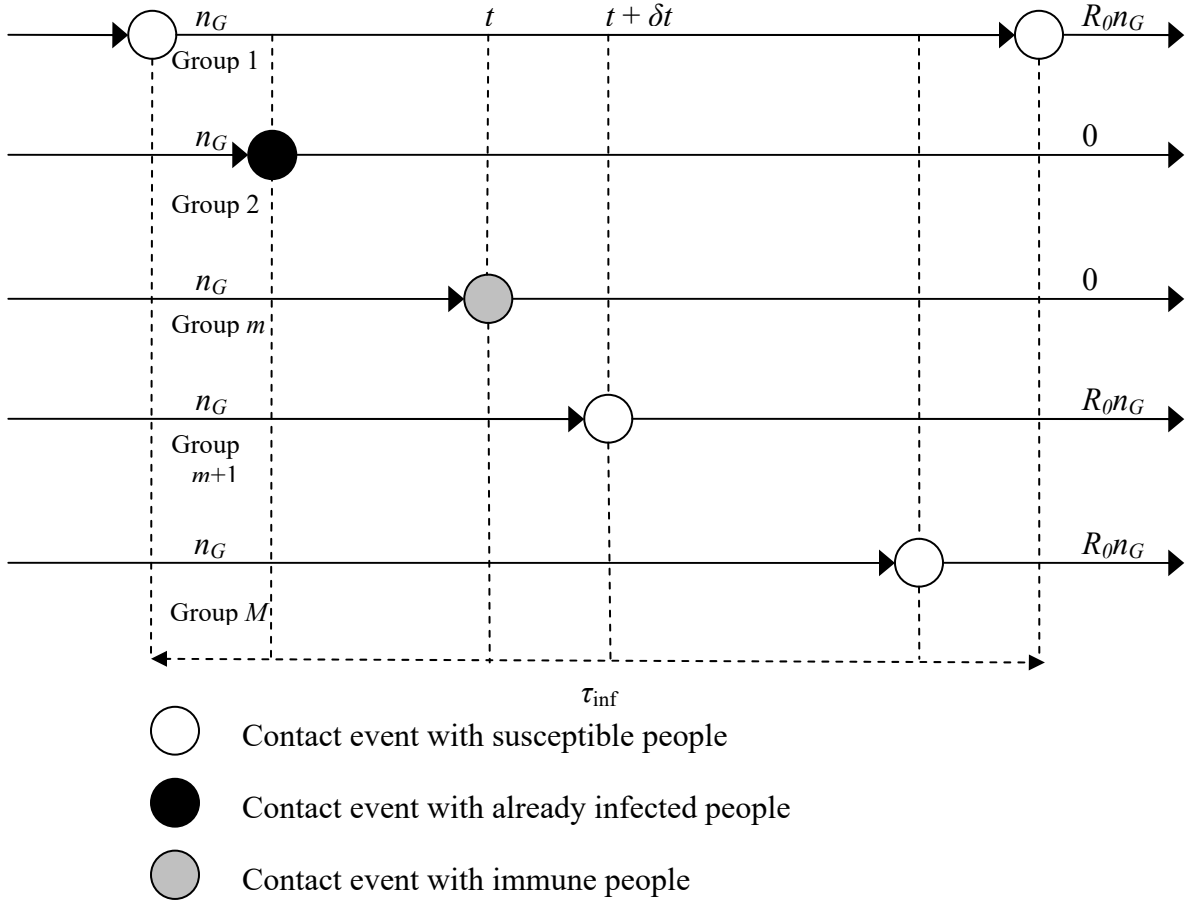 n_G t t + δt R_0n_G
Group 1
n_G 0
Group 2
n_G 0
Group m
n_G R_0n_G
Group
m+1
n_G R_0n_G
Group M
τ_inf
Contact event with susceptible people
Contact event with already infected people
Contact event with immune people